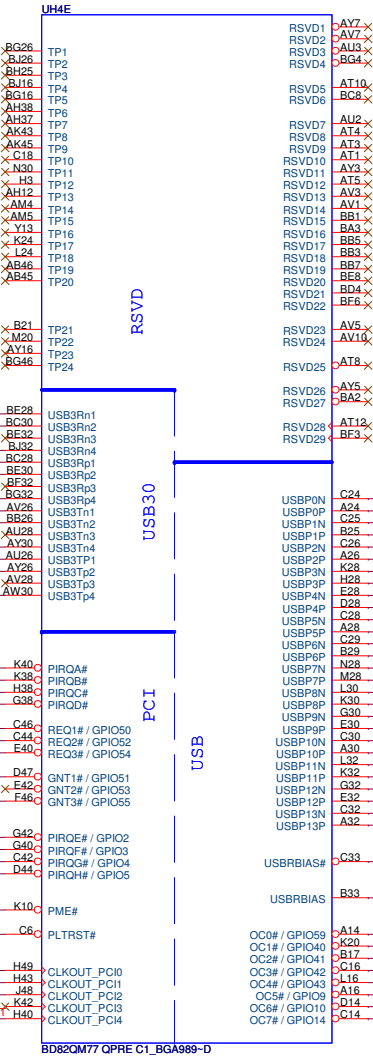 UH4E
BG26 TP1
BJ26 TP2
BH25 TP3
BJ16 TP4
BG16 TP5
AH38 TP6
AH37 TP7
AK43 TP8
AK45 TP9
C18 TP10
N30 TP11
H3 TP12
AH12 TP13
AM4 TP14
AM5 TP15
Y13 TP16
K24 TP17
L24 TP18
AB46 TP19
AB45 TP20
B21 TP21
M20 TP22
AY16 TP23
BG46 TP24
RSVD
RSVD1 AY7
RSVD2 AV7
RSVD3 AU3
RSVD4 BG4
RSVD5 AT10
RSVD6 BC8
RSVD7 AU2
RSVD8 AT4
RSVD9 AT3
RSVD10 AT1
RSVD11 AY3
RSVD12 AT5
RSVD13 AV3
RSVD14 AV1
RSVD15 BB1
RSVD16 BA3
RSVD17 BB5
RSVD18 BB3
RSVD19 BB7
RSVD20 BE8
RSVD21 BD4
RSVD22 BF6
RSVD23 AV5
RSVD24 AV10
RSVD25 AT8
RSVD26 AY5
RSVD27 BA2
RSVD28 AT12
RSVD29 BF3
BE28 USB3Rn1
BC30 USB3Rn2
BE32 USB3Rn3
BJ32 USB3Rn4
BC28 USB3Rp1
BE30 USB3Rp2
BF32 USB3Rp3
BG32 USB3Rp4
AV26 USB3Tn1
BB26 USB3Tn2
AU28 USB3Tn3
AY30 USB3Tn4
AU26 USB3TP1
AY26 USB3Tp2
AV28 USB3Tp3
AW30 USB3Tp4
USB30
K40 PIRQA#
K38 PIRQB#
H38 PIRQC#
G38 PIRQD#
C46 REQ1# / GPIO50
C44 REQ2# / GPIO52
E40 REQ3# / GPIO54
D47 GNT1# / GPIO51
E42 GNT2# / GPIO53
F46 GNT3# / GPIO55
G42 PIRQE# / GPIO2
G40 PIRQF# / GPIO3
C42 PIRQG# / GPIO4
D44 PIRQH# / GPIO5
K10 PME#
C6 PLTRST#
H49 CLKOUT_PCI0
H43 CLKOUT_PCI1
J48 CLKOUT_PCI2
K42 CLKOUT_PCI3
H40 CLKOUT_PCI4
PCI
USB
USBP0N C24
USBP0P A24
USBP1N C25
USBP1P B25
USBP2N C26
USBP2P A26
USBP3N K28
USBP3P H28
USBP4N E28
USBP4P D28
USBP5N C28
USBP5P A28
USBP6N C29
USBP6P B29
USBP7N N28
USBP7P M28
USBP8N L30
USBP8P K30
USBP9N G30
USBP9P E30
USBP10N C30
USBP10P A30
USBP11N L32
USBP11P K32
USBP12N G32
USBP12P E32
USBP13N C32
USBP13P A32
USBRBIAS# C33
USBRBIAS B33
OC0# / GPIO59 A14
OC1# / GPIO40 K20
OC2# / GPIO41 B17
OC3# / GPIO42 C16
OC4# / GPIO43 L16
OC5# / GPIO9 A16
OC6# / GPIO10 D14
OC7# / GPIO14 C14
BD82QM77 QPRE C1_BGA989~D